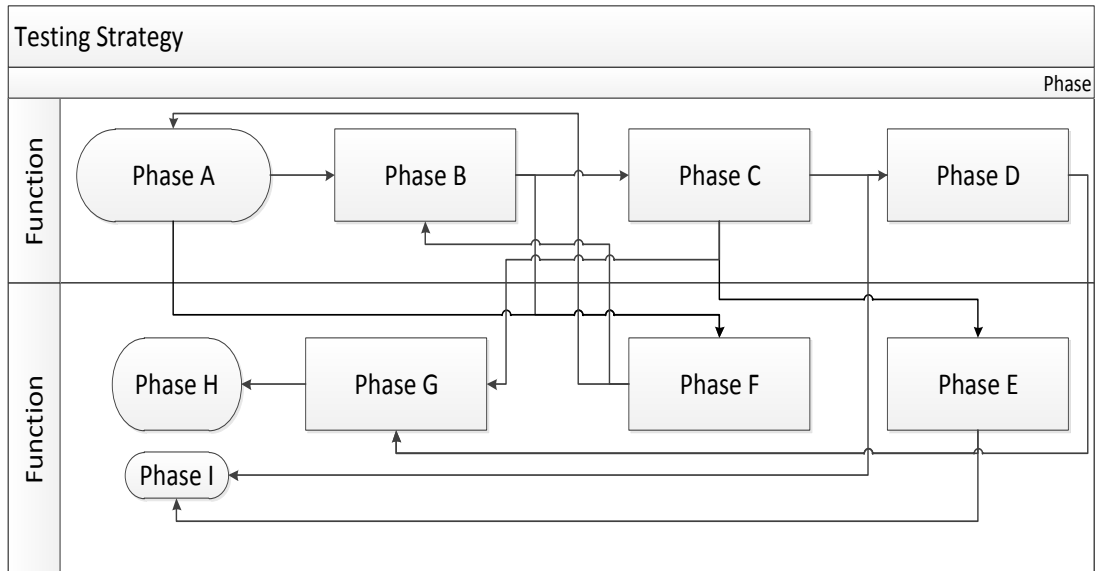 Testing Strategy
Phase
Function
Phase A
Phase B
Phase C
Phase D
Function
Phase H
Phase G
Phase F
Phase E
Phase I